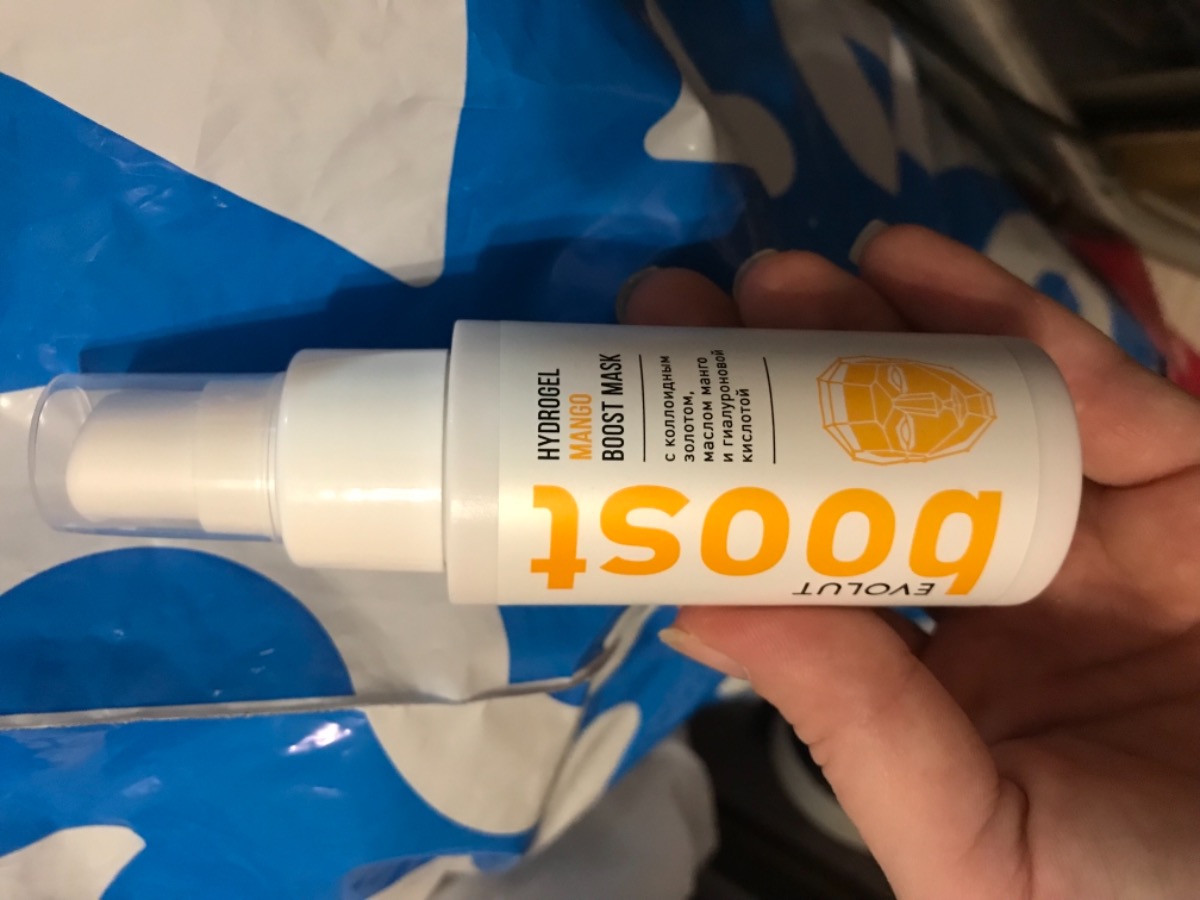 HYDROGEL
MANGO
BOOST MASK
с коллоидным
золотом,
маслом манго
и гиалуроновой
кислотой
boost
EVOLUT